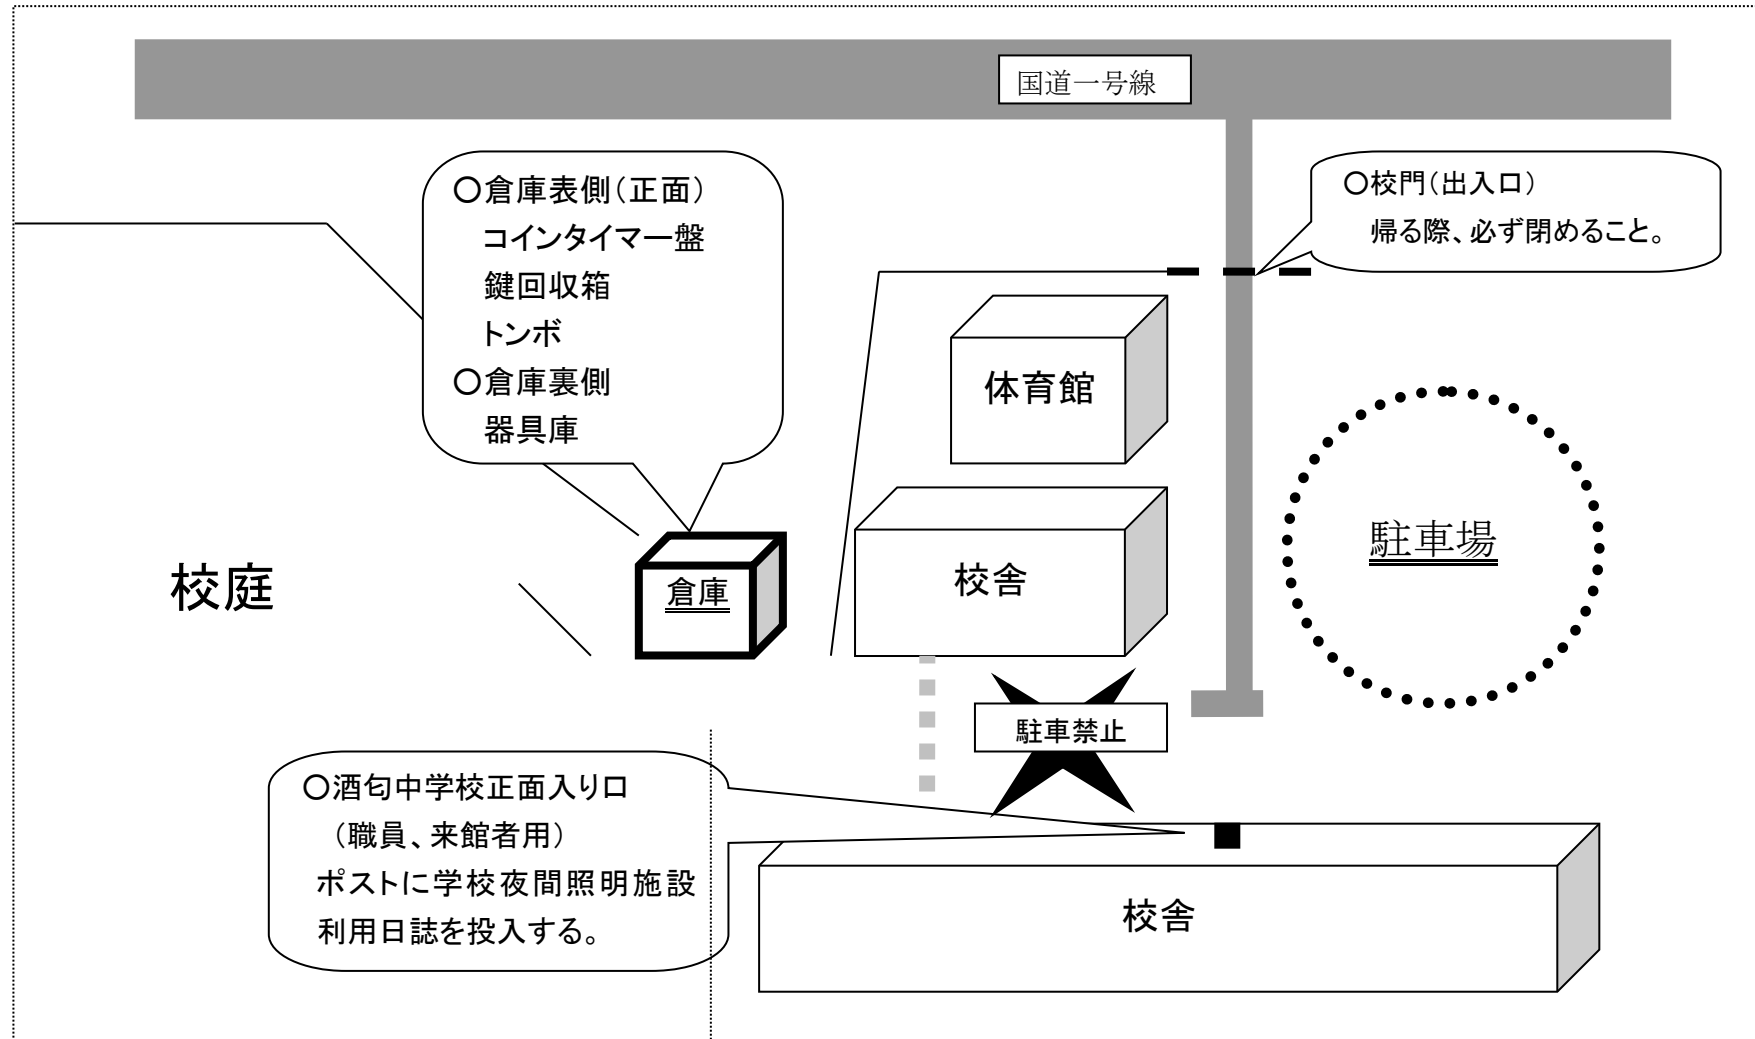 国道一号線
〇倉庫表側（正面）
コインタイマー盤
鍵回収箱
トンボ
〇倉庫裏側
器具庫
〇校門（出入口）
帰る際、必ず閉めること。
体育館
駐車場
校舎
倉庫
校庭
駐車禁止
〇酒匂中学校正面入り口
（職員、来館者用）
ポストに学校夜間照明施設
利用日誌を投入する。
校舎